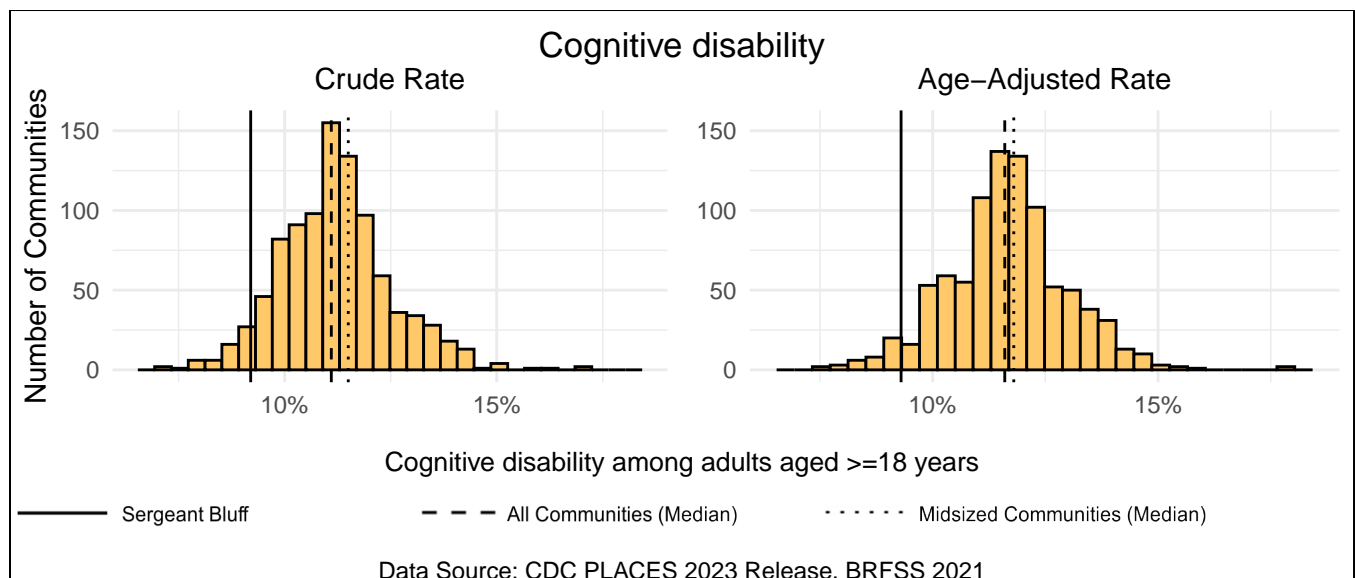 Cognitive disability
Crude Rate
Age−Adjusted Rate
Number of Communities
150
100
50
0
10%
15%
150
100
50
0
10%
15%
Cognitive disability among adults aged >=18 years
Sergeant Bluff
All Communities (Median)
Midsized Communities (Median)
Data Source: CDC PLACES 2023 Release, BRFSS 2021